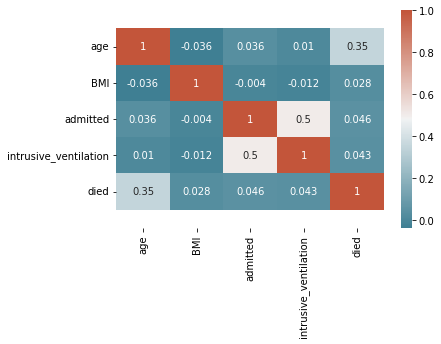 age 1 -0.036 0.036 0.01 0.35
BMI -0.036 1 -0.004 -0.012 0.028
admitted 0.036 -0.004 1 0.5 0.046
intrusive_ventilation 0.01 -0.012 0.5 1 0.043
died 0.35 0.028 0.046 0.043 1
age
BMI
admitted
intrusive_ventilation
died
1.0
0.8
0.6
0.4
0.2
0.0